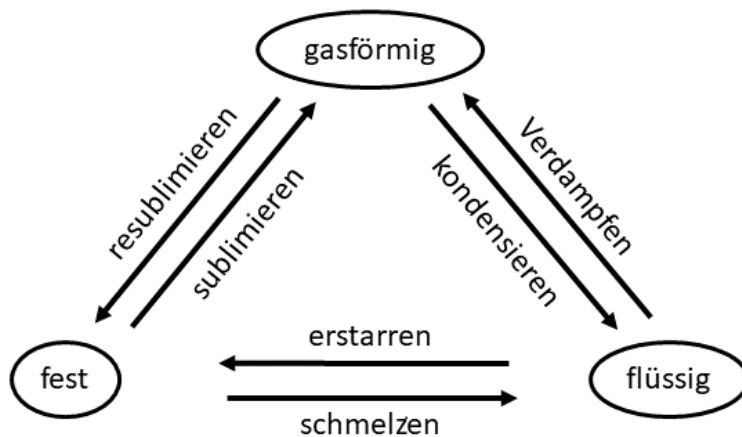 gasförmig
resublimieren
sublimieren
kondensieren
Verdampfen
erstarren
fest
flüssig
schmelzen